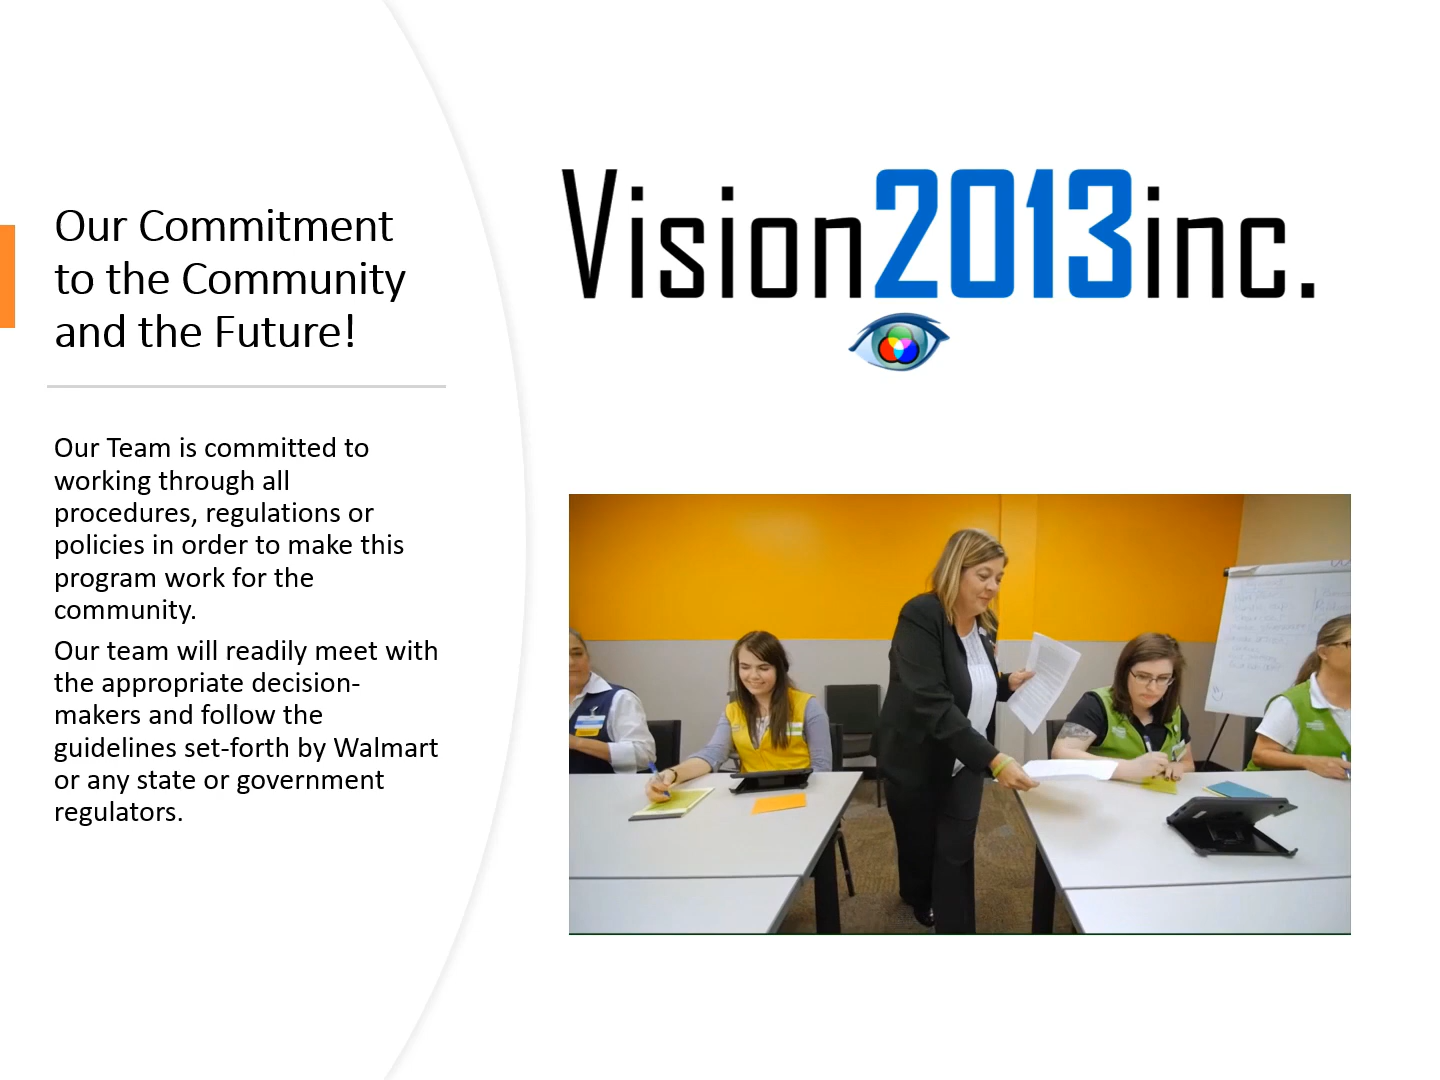 Our Commitment
to the Community
and the Future!
Our Team is committed to
working through all
procedures, regulations or
policies in order to make this
program work for the
community.
Our team will readily meet with
the appropriate decision-
makers and follow the
guidelines set-forth by Walmart
or any state or government
regulators.
Vision2013inc.